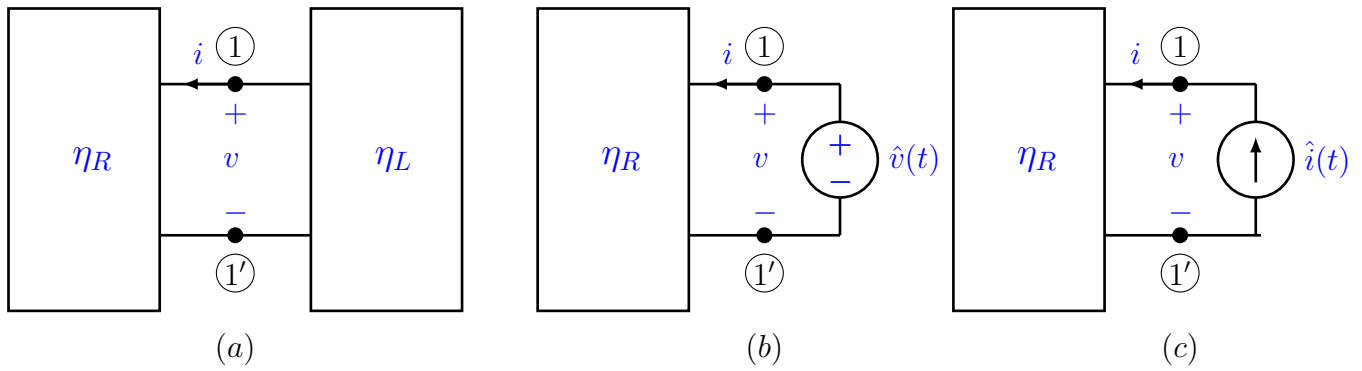 i ① i ① i ①
+ + +
η_R v η_L η_R v + − v̂(t) η_R v î(t)
− − −
①′ ①′ ①′
(a) (b) (c)